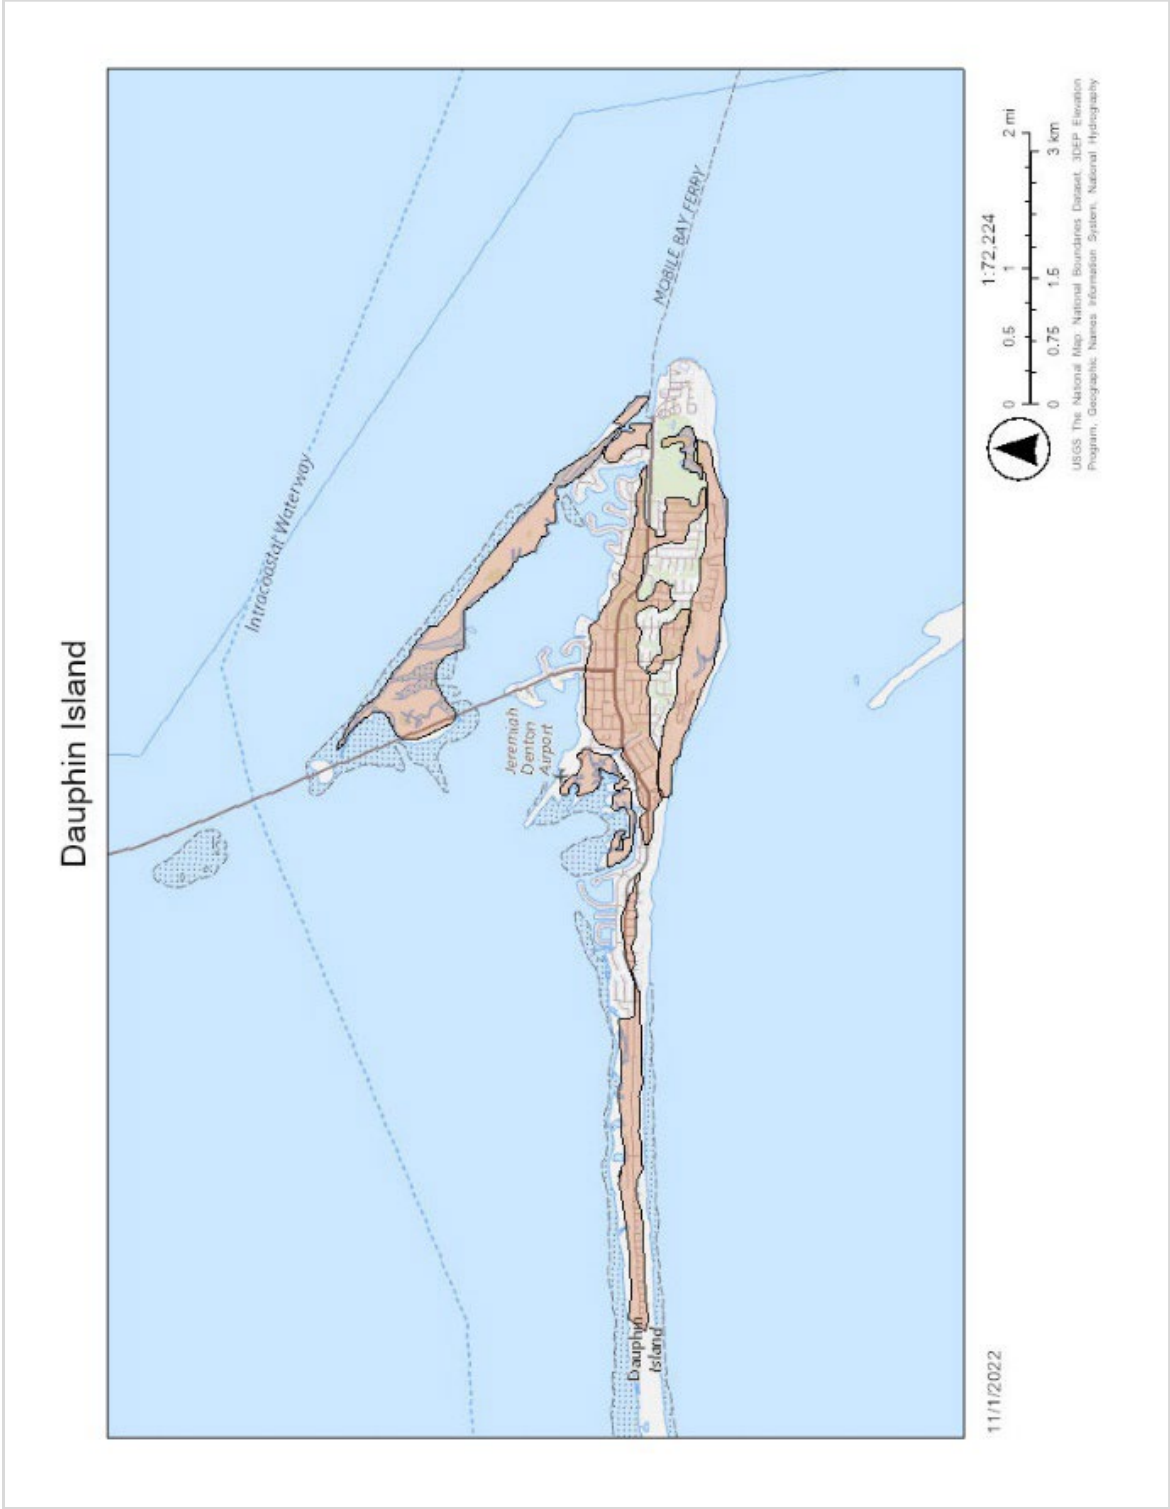 Dauphin Island
Intracoastal Waterway
MOBILE BAY FERRY
Jeremiah
Denton
Airport
Dauphin
Island
11/1/2022
1:72,224
0 0.5 1 2 mi
0 0.75 1.5 3 km
USGS The National Map: National Boundaries Dataset, 3DEP Elevation
Program, Geographic Names Information System, National Hydrography